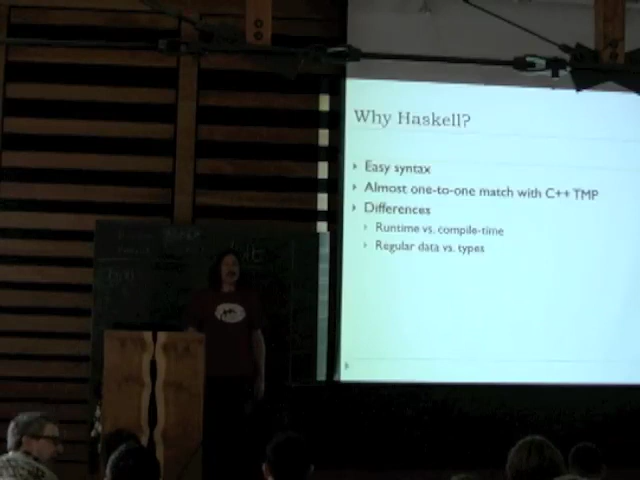 Why Haskell?
Easy syntax
Almost one-to-one match with C++ TMP
Differences
Runtime vs. compile-time
Regular data vs. types